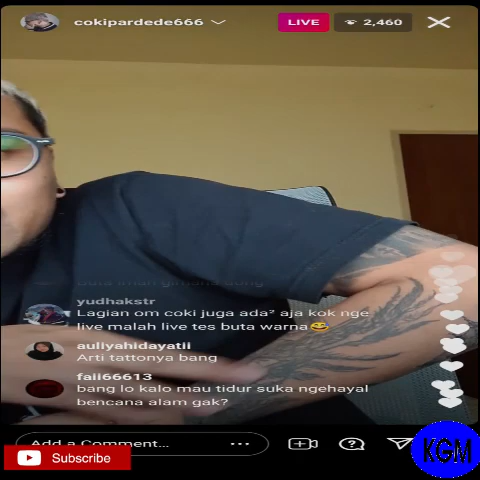 cokipardede666
LIVE
2,460
yudhakstr
Lagian om coki juga ada² aja kok nge
live malah live tes buta warna😂
auliyahidayatii
Arti tattonya bang
faii66613
bang lo kalo mau tidur suka ngehayal
bencana alam gak?
Add a Comment...
Subscribe
KGM